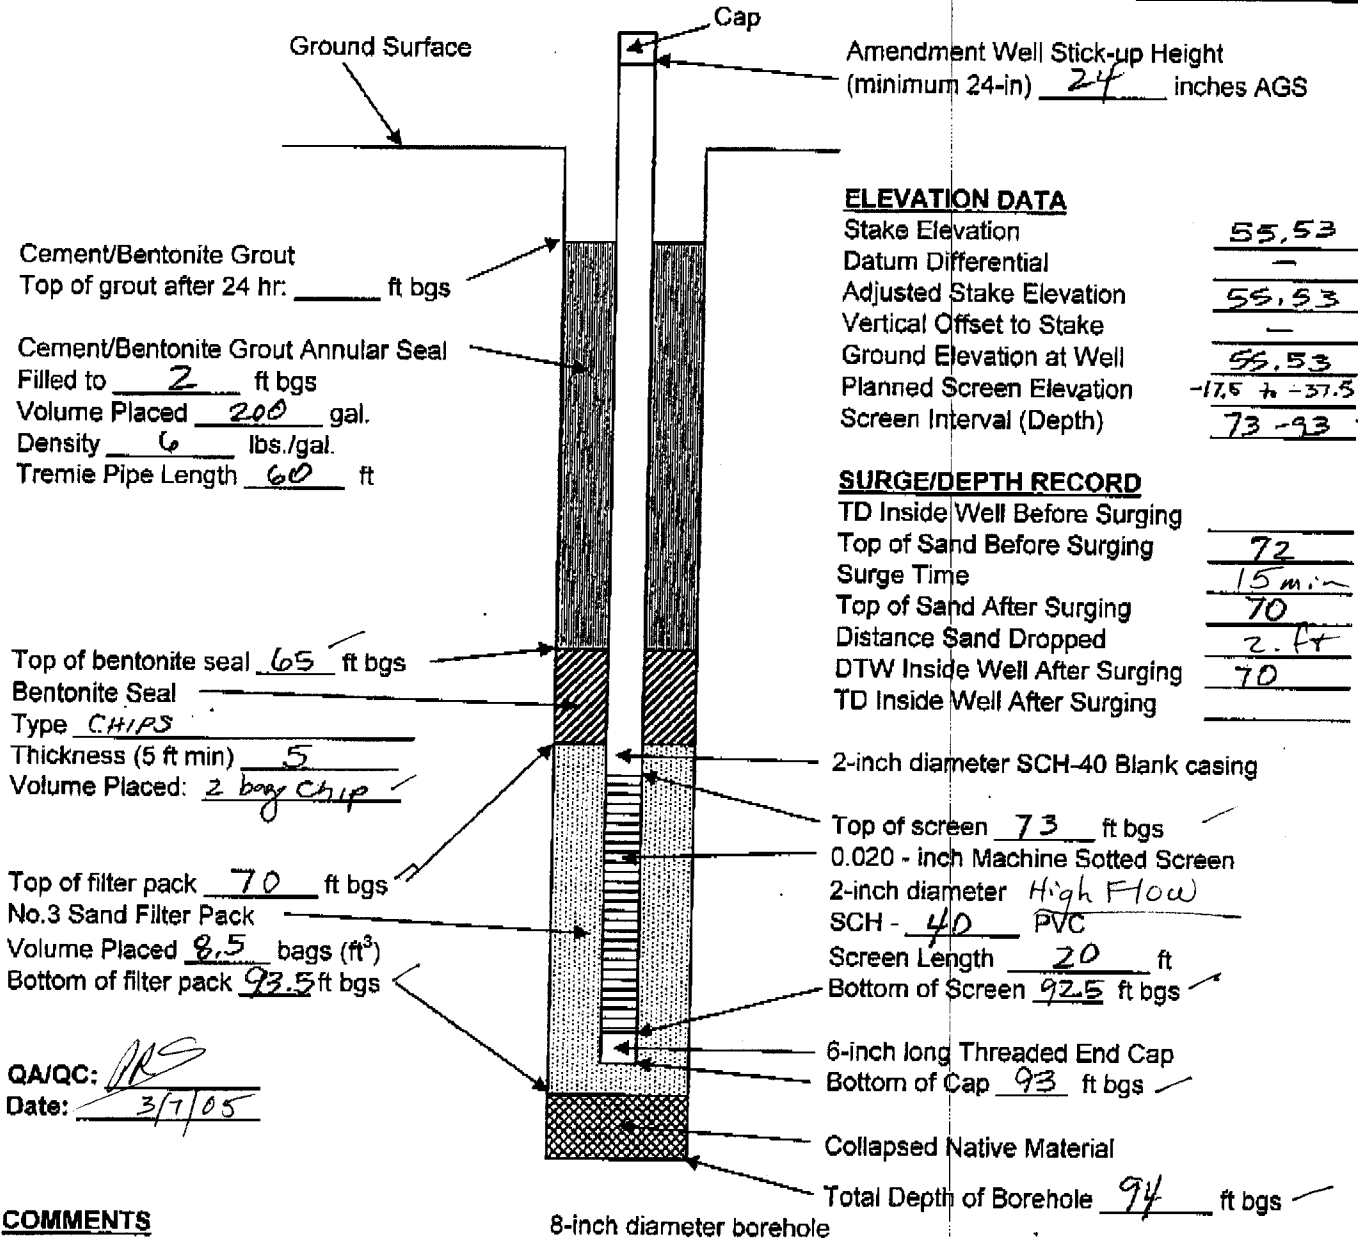 Cap
Ground Surface
Amendment Well Stick-up Height
(minimum 24-in) 24 inches AGS
ELEVATION DATA
Stake Elevation 55.53
Datum Differential —
Adjusted Stake Elevation 55.53
Vertical Offset to Stake —
Ground Elevation at Well 55.53
Planned Screen Elevation -17.5 to -37.5
Screen Interval (Depth) 73-93
Cement/Bentonite Grout
Top of grout after 24 hr: ft bgs
Cement/Bentonite Grout Annular Seal
Filled to 2 ft bgs
Volume Placed 200 gal.
Density 6 lbs./gal.
Tremie Pipe Length 60 ft
SURGE/DEPTH RECORD
TD Inside Well Before Surging
Top of Sand Before Surging 72
Surge Time 15 min
Top of Sand After Surging 70
Distance Sand Dropped 2. ft
DTW Inside Well After Surging 70
TD Inside Well After Surging
Top of bentonite seal 65 ft bgs
Bentonite Seal
Type CHIPS
Thickness (5 ft min) 5
Volume Placed: 2 bag Chip
Top of filter pack 70 ft bgs
No.3 Sand Filter Pack
Volume Placed 8.5 bags (ft³)
Bottom of filter pack 93.5 ft bgs
2-inch diameter SCH-40 Blank casing
Top of screen 73 ft bgs
0.020 - inch Machine Sotted Screen
2-inch diameter High Flow
SCH - 40 PVC
Screen Length 20 ft
Bottom of Screen 92.5 ft bgs
6-inch long Threaded End Cap
Bottom of Cap 93 ft bgs
Collapsed Native Material
Total Depth of Borehole 94 ft bgs
QA/QC:
Date: 3/7/05
COMMENTS
8-inch diameter borehole